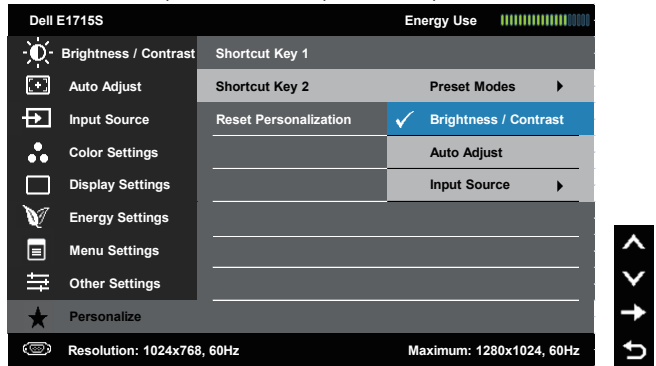 Dell E1715S Energy Use
Brightness / Contrast Shortcut Key 1
Auto Adjust Shortcut Key 2 Preset Modes
Input Source Reset Personalization Brightness / Contrast
Color Settings Auto Adjust
Display Settings Input Source
Energy Settings
Menu Settings
Other Settings
Personalize
Resolution: 1024x768, 60Hz Maximum: 1280x1024, 60Hz